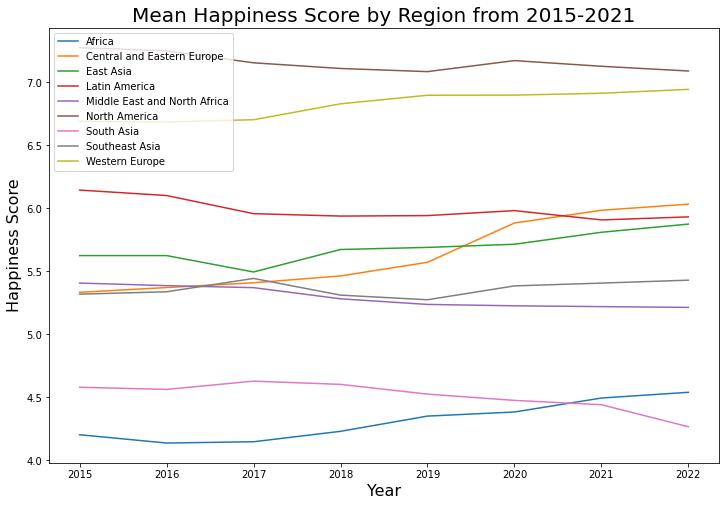 Mean Happiness Score by Region from 2015-2021
Africa
Central and Eastern Europe
East Asia
Latin America
Middle East and North Africa
North America
South Asia
Southeast Asia
Western Europe
Happiness Score
7.0
6.5
6.0
5.5
5.0
4.5
4.0
2015 2016 2017 2018 2019 2020 2021 2022
Year